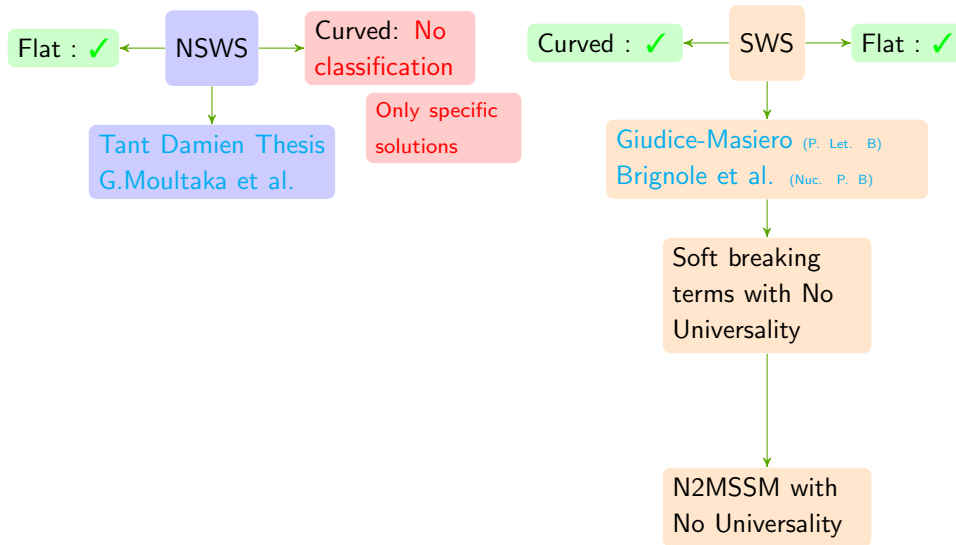 Flat : ✓
NSWS
Curved: No
classification
Only specific
solutions
Tant Damien Thesis
G.Moultaka et al.
Curved : ✓
SWS
Flat : ✓
Giudice-Masiero (P. Let. B)
Brignole et al. (Nuc. P. B)
Soft breaking
terms with No
Universality
N2MSSM with
No Universality